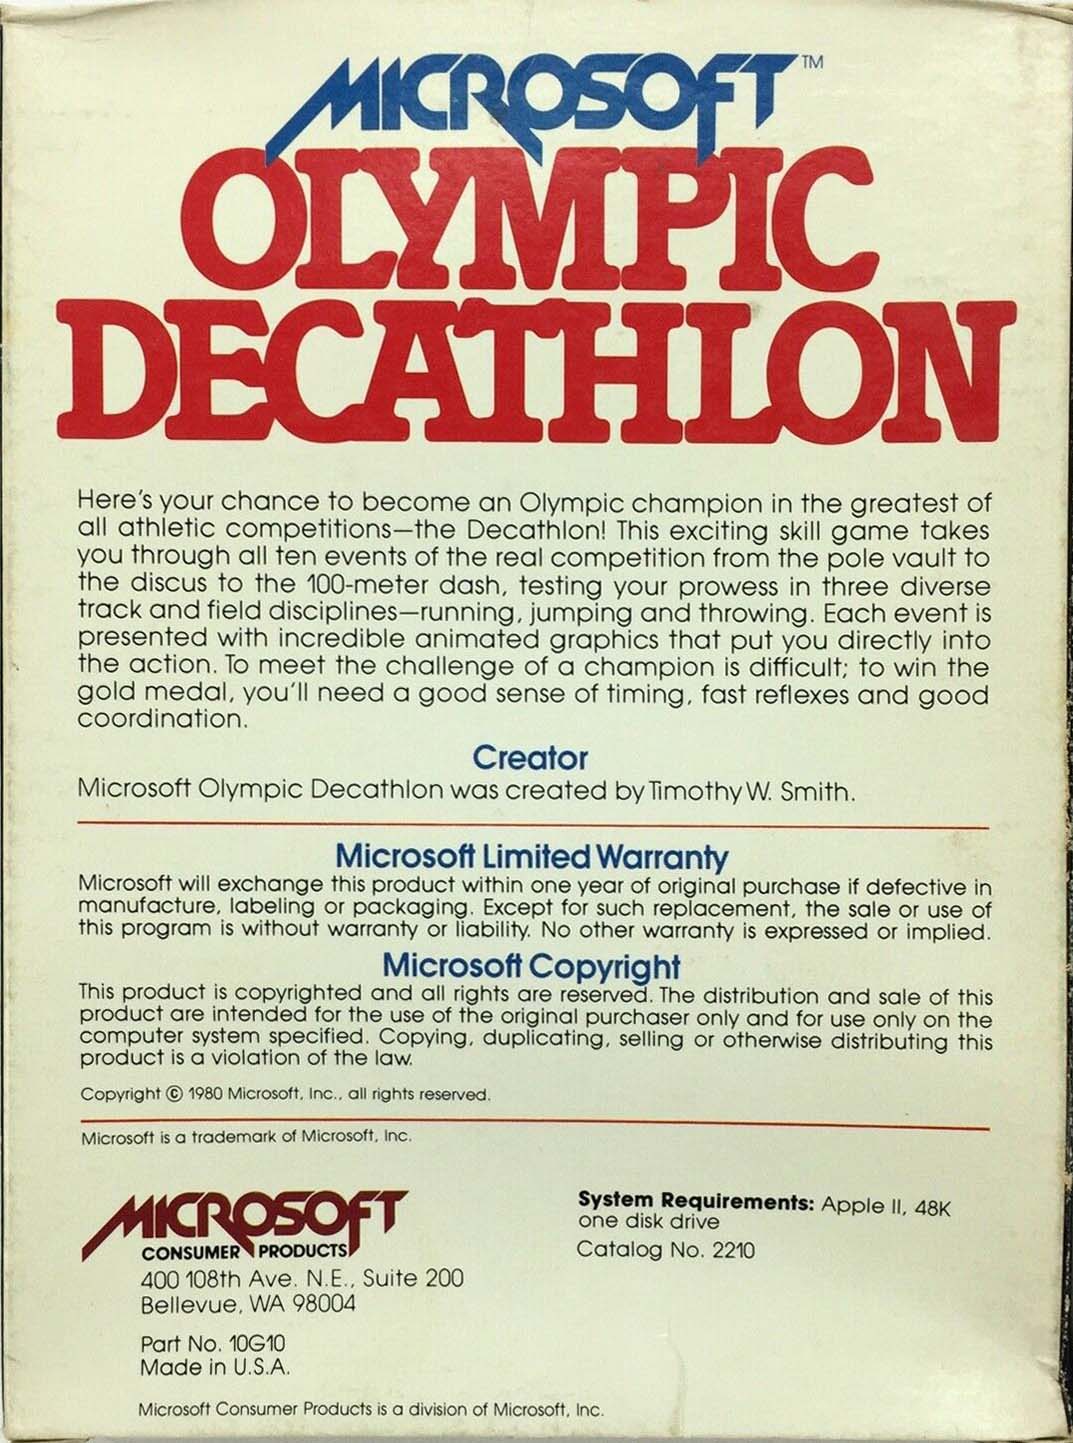 MICROSOFT™
OLYMPIC
DECATHLON
Here's your chance to become an Olympic champion in the greatest of
all athletic competitions—the Decathlon! This exciting skill game takes
you through all ten events of the real competition from the pole vault to
the discus to the 100-meter dash, testing your prowess in three diverse
track and field disciplines—running, jumping and throwing. Each event is
presented with incredible animated graphics that put you directly into
the action. To meet the challenge of a champion is difficult; to win the
gold medal, you'll need a good sense of timing, fast reflexes and good
coordination.
Creator
Microsoft Olympic Decathlon was created by Timothy W. Smith.
Microsoft Limited Warranty
Microsoft will exchange this product within one year of original purchase if defective in
manufacture, labeling or packaging. Except for such replacement, the sale or use of
this program is without warranty or liability. No other warranty is expressed or implied.
Microsoft Copyright
This product is copyrighted and all rights are reserved. The distribution and sale of this
product are intended for the use of the original purchaser only and for use only on the
computer system specified. Copying, duplicating, selling or otherwise distributing this
product is a violation of the law.
Copyright © 1980 Microsoft, Inc., all rights reserved.
Microsoft is a trademark of Microsoft, Inc.
MICROSOFT
CONSUMER PRODUCTS
400 108th Ave. N.E., Suite 200
Bellevue, WA 98004
Part No. 10G10
Made in U.S.A.
Microsoft Consumer Products is a division of Microsoft, Inc.
System Requirements: Apple II, 48K
one disk drive
Catalog No. 2210